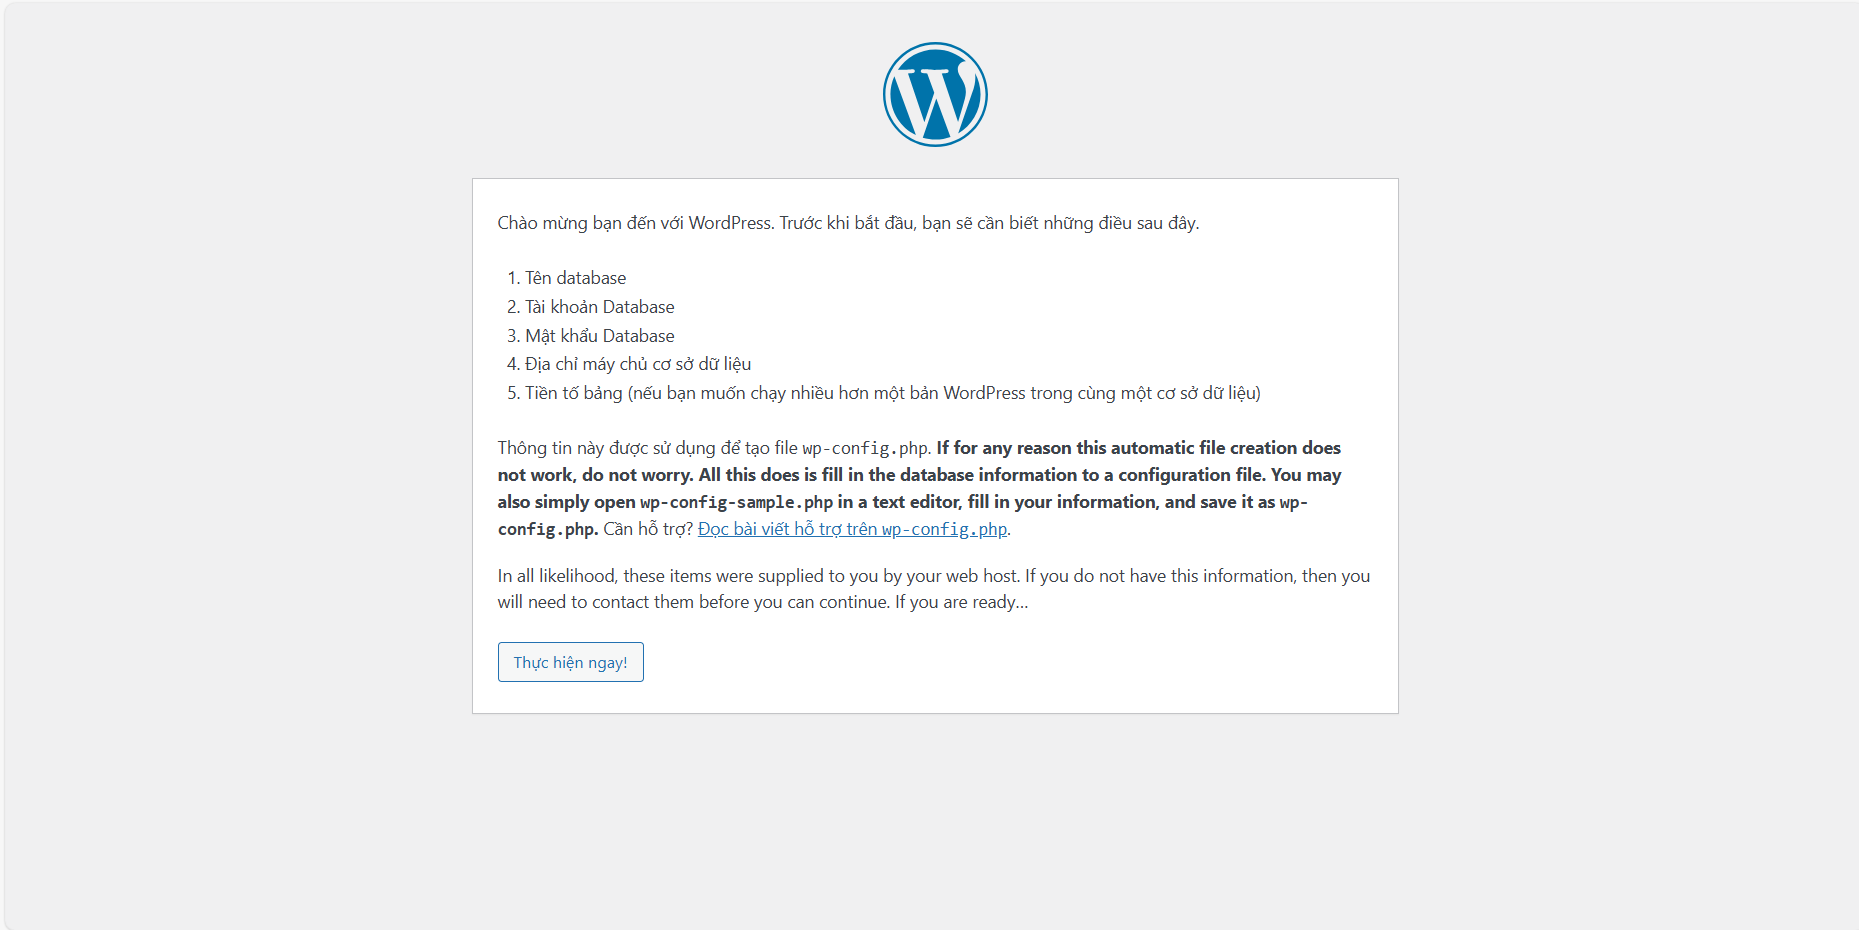 Chào mừng bạn đến với WordPress. Trước khi bắt đầu, bạn sẽ cần biết những điều sau đây.
1. Tên database
2. Tài khoản Database
3. Mật khẩu Database
4. Địa chỉ máy chủ cơ sở dữ liệu
5. Tiền tố bảng (nếu bạn muốn chạy nhiều hơn một bản WordPress trong cùng một cơ sở dữ liệu)
Thông tin này được sử dụng để tạo file wp-config.php. If for any reason this automatic file creation does
not work, do not worry. All this does is fill in the database information to a configuration file. You may
also simply open wp-config-sample.php in a text editor, fill in your information, and save it as wp-
config.php. Cần hỗ trợ? Đọc bài viết hỗ trợ trên wp-config.php.
In all likelihood, these items were supplied to you by your web host. If you do not have this information, then you
will need to contact them before you can continue. If you are ready…
Thực hiện ngay!